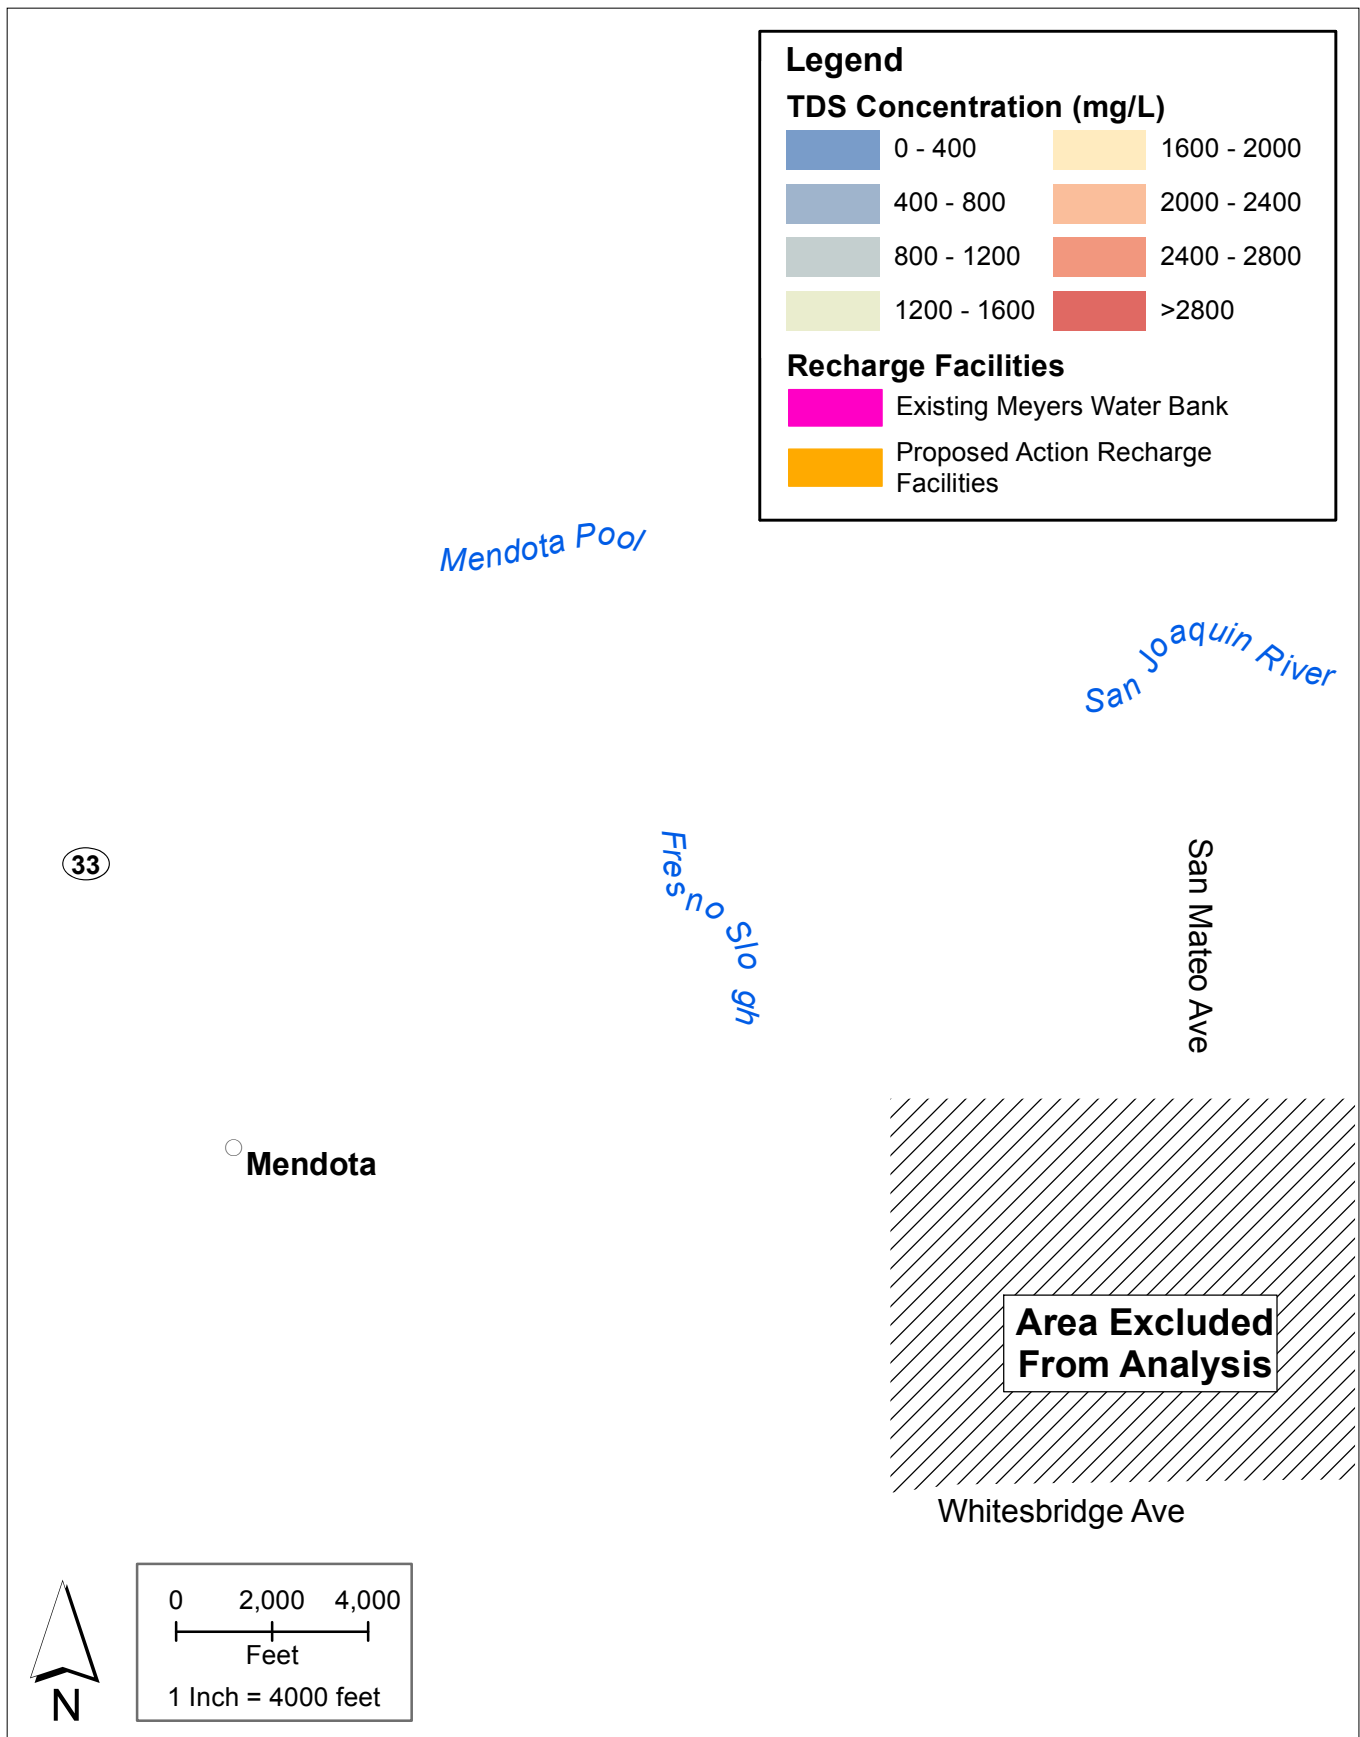 Legend
TDS Concentration (mg/L)
0 - 400
1600 - 2000
400 - 800
2000 - 2400
800 - 1200
2400 - 2800
1200 - 1600
>2800
Recharge Facilities
Existing Meyers Water Bank
Proposed Action Recharge
Facilities
Mendota Pool
San Joaquin River
33
Fresno Slo gh
San Mateo Ave
Mendota
Area Excluded
From Analysis
Whitesbridge Ave
0 2,000 4,000
Feet
1 Inch = 4000 feet
N